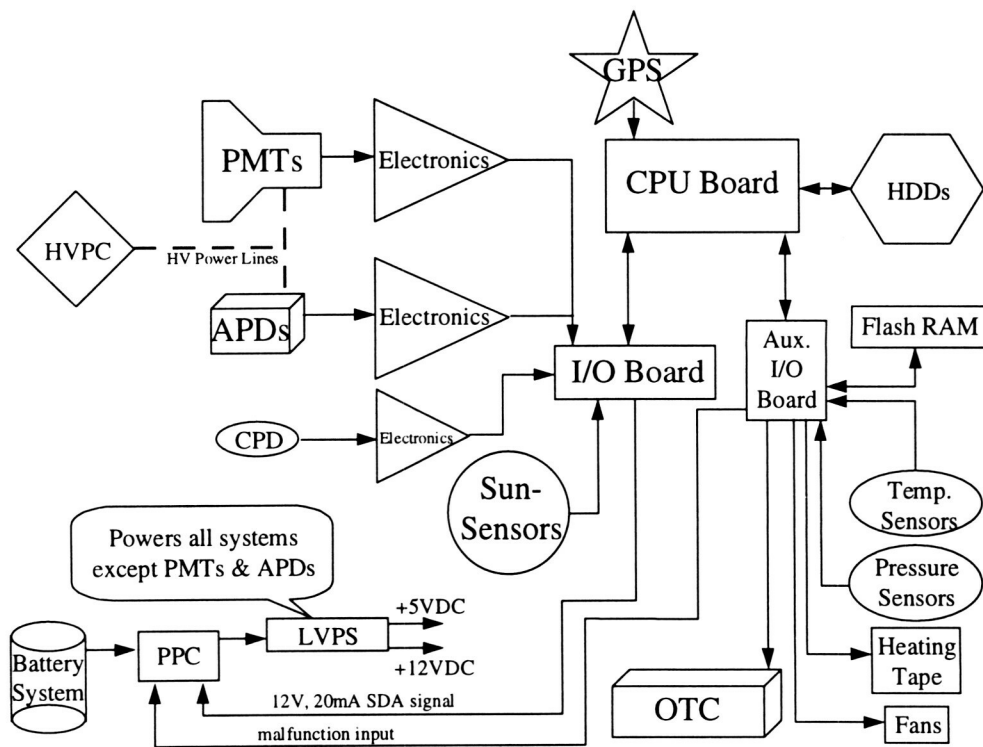 GPS
PMTs
Electronics
CPU Board
HDDs
HVPC
HV Power Lines
APDs
Electronics
Aux.
I/O
Board
Flash RAM
I/O Board
CPD
Electronics
Sun-
Sensors
Temp.
Sensors
Powers all systems
except PMTs & APDs
Pressure
Sensors
+5VDC
LVPS
+12VDC
Battery
System
PPC
Heating
Tape
12V, 20mA SDA signal
OTC
malfunction input
Fans